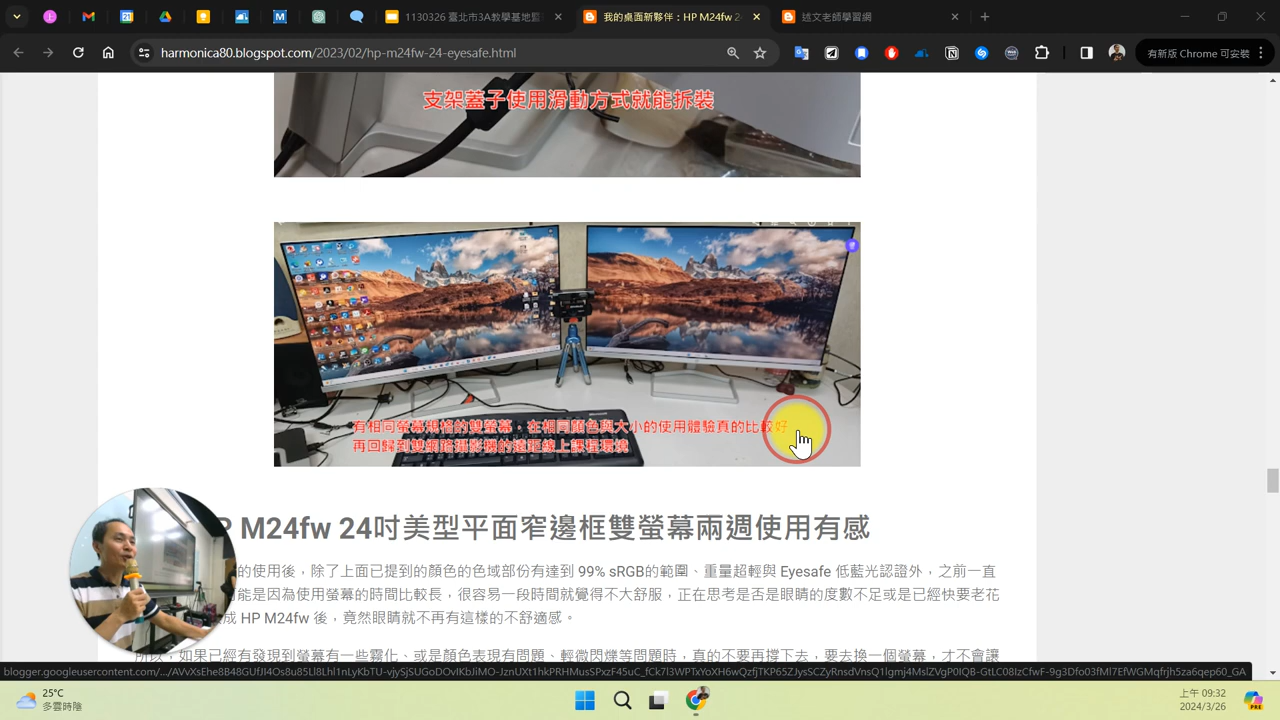 1130326 臺北市3A教學基地監
我的桌面新夥伴：HP M24fw 24
述文老師學習網
harmonica80.blogspot.com/2023/02/hp-m24fw-24-eyesafe.html
有新版 Chrome 可安裝
支架蓋子使用滑動方式就能拆裝
有相同螢幕規格的雙螢幕，在相同顏色與大小的使用體驗真的比較好
再回歸到雙網路攝影機的遠距線上課程環境
P M24fw 24吋美型平面窄邊框雙螢幕兩週使用有感
的使用後，除了上面已提到的顏色的色域部份有達到 99% sRGB的範圍、重量超輕與 Eyesafe 低藍光認證外，之前一直
能是因為使用螢幕的時間比較長，很容易一段時間就覺得不大舒服，正在思考是否是眼睛的度數不足或是已經快要老花
成 HP M24fw 後，竟然眼睛就不再有這樣的不舒適感。
所以，如果已經有發現到螢幕有一些霧化、或是顏色表現有問題、輕微閃爍等問題時，真的不要再撐下去，要去換一個螢幕，才不會讓
25°C
多雲時陰
上午 09:32
2024/3/26
PRE